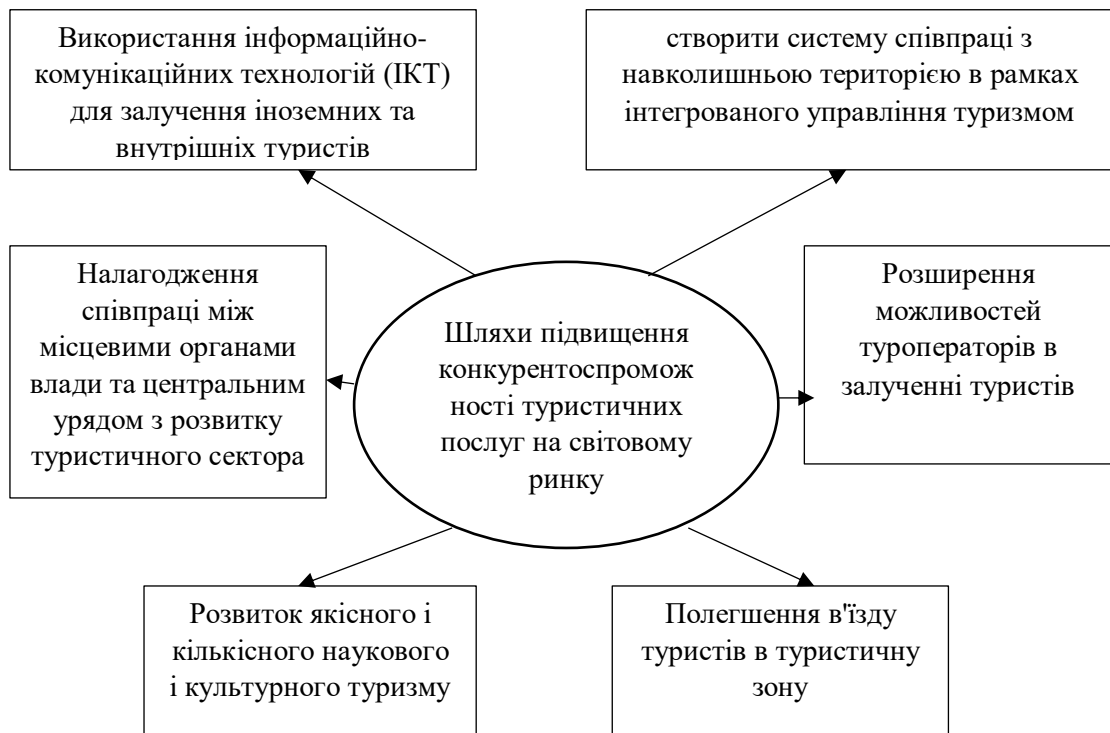 Використання інформаційно-
комунікаційних технологій (ІКТ)
для залучення іноземних та
внутрішніх туристів
створити систему співпраці з
навколишньою територією в рамках
інтегрованого управління туризмом
Налагодження
співпраці між
місцевими органами
влади та центральним
урядом з розвитку
туристичного сектора
Шляхи підвищення
конкурентоспромож
ності туристичних
послуг на світовому
ринку
Розширення
можливостей
туроператорів в
залученні туристів
Розвиток якісного і
кількісного наукового
і культурного туризму
Полегшення в'їзду
туристів в туристичну
зону